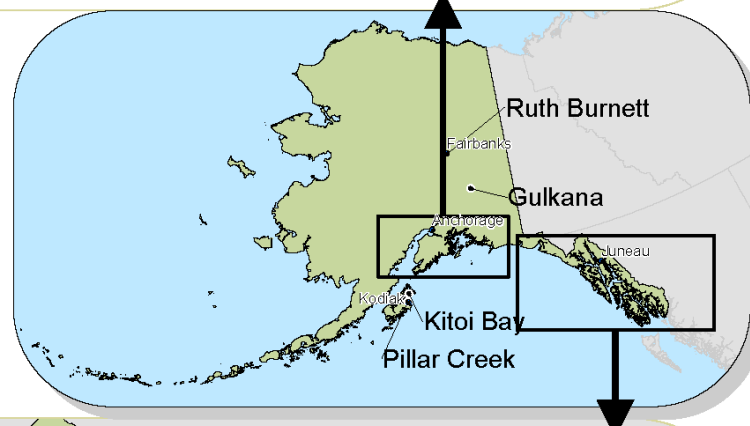 Ruth Burnett
Fairbanks
Gulkana
Anchorage
Juneau
Kodiak
Kitoi Bay
Pillar Creek